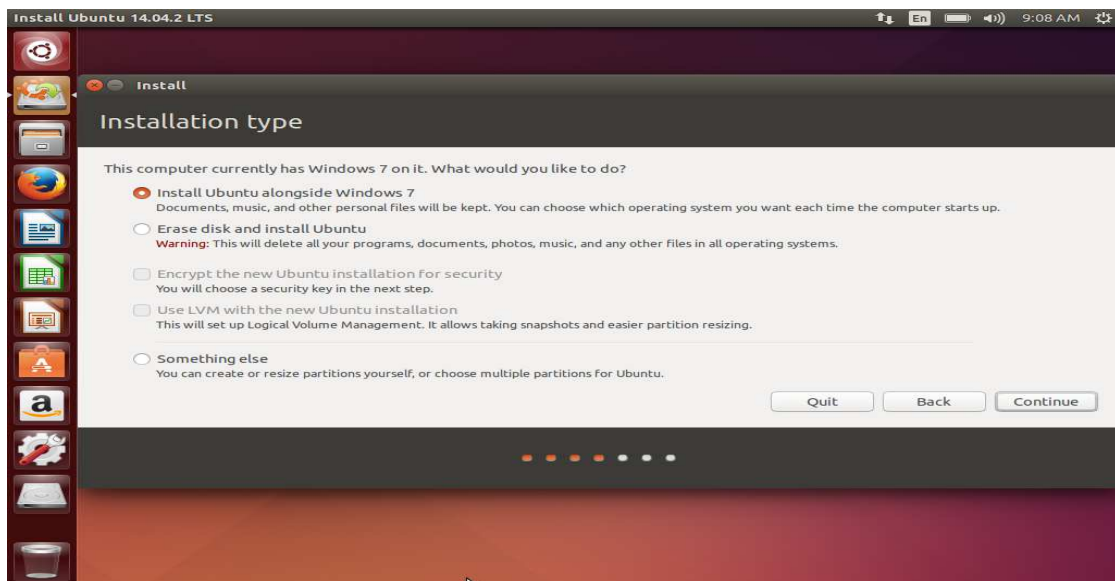 Install Ubuntu 14.04.2 LTS
En
9:08 AM
Install
Installation type
This computer currently has Windows 7 on it. What would you like to do?
Install Ubuntu alongside Windows 7
Documents, music, and other personal files will be kept. You can choose which operating system you want each time the computer starts up.
Erase disk and install Ubuntu
Warning: This will delete all your programs, documents, photos, music, and any other files in all operating systems.
Encrypt the new Ubuntu installation for security
You will choose a security key in the next step.
Use LVM with the new Ubuntu installation
This will set up Logical Volume Management. It allows taking snapshots and easier partition resizing.
Something else
You can create or resize partitions yourself, or choose multiple partitions for Ubuntu.
Quit
Back
Continue
A
a